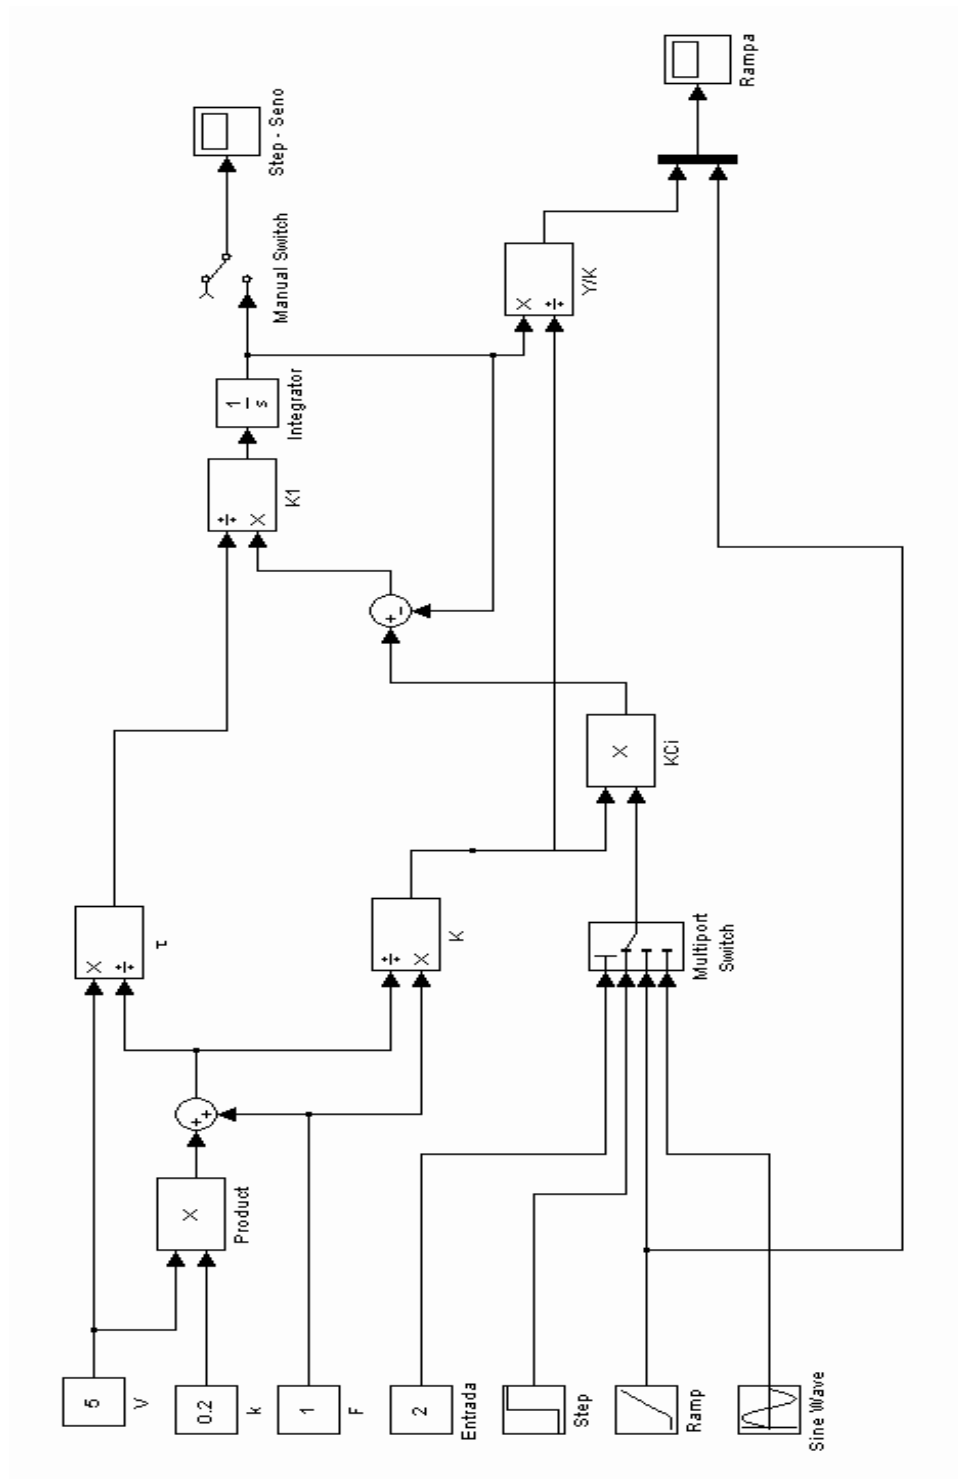 5
V
0.2
k
1
F
2
Entrada
Step
Ramp
Sine Wave
X
Product
+
+
X
÷
τ
÷
X
K
Multiport
Switch
X
KCi
+
-
÷
X
K1
1
s
Integrator
Manual Switch
Step - Seno
X
÷
Y/K
Rampa